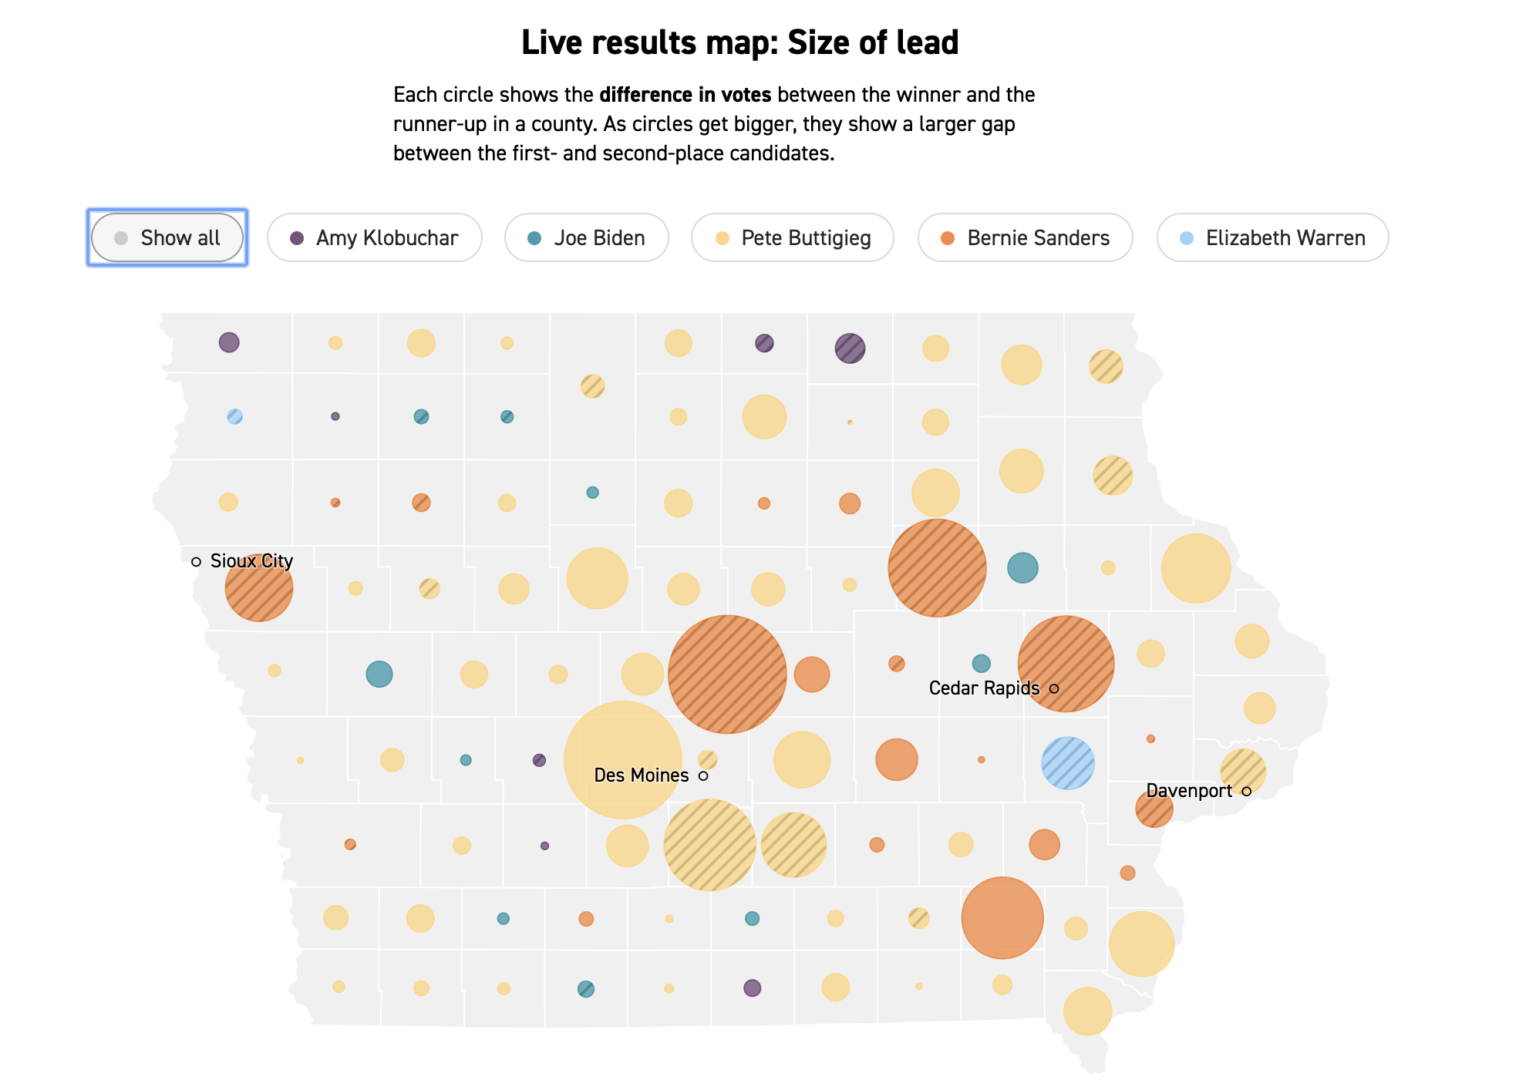 Live results map: Size of lead
Each circle shows the difference in votes between the winner and the
runner-up in a county. As circles get bigger, they show a larger gap
between the first- and second-place candidates.
Show all
Amy Klobuchar
Joe Biden
Pete Buttigieg
Bernie Sanders
Elizabeth Warren
Sioux City
Cedar Rapids
Des Moines
Davenport